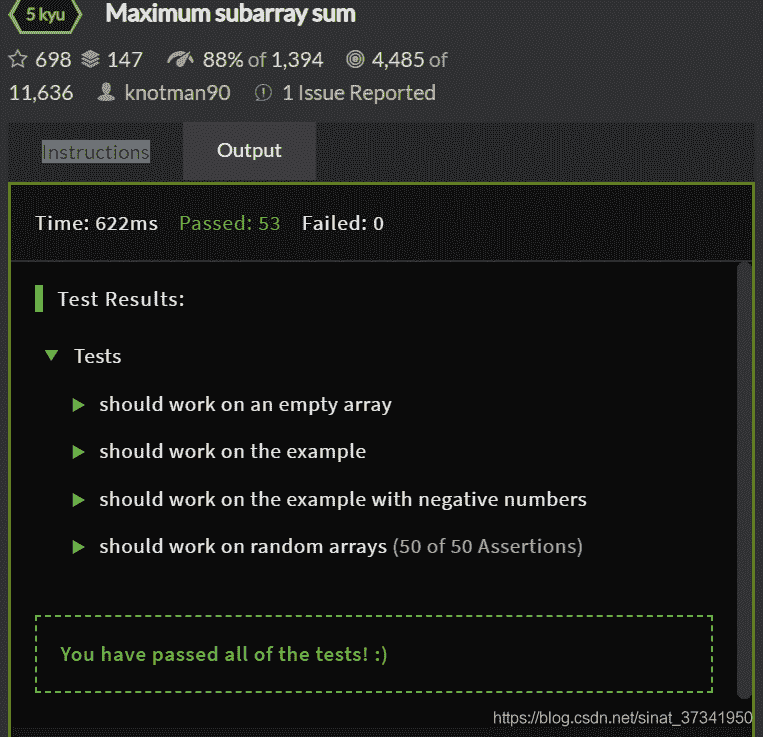 5 kyu Maximum subarray sum
698 147 88% of 1,394 4,485 of
11,636 knotman90 1 Issue Reported
Instructions Output
Time: 622ms Passed: 53 Failed: 0
Test Results:
Tests
should work on an empty array
should work on the example
should work on the example with negative numbers
should work on random arrays (50 of 50 Assertions)
You have passed all of the tests! :)
https://blog.csdn.net/sinat_37341950